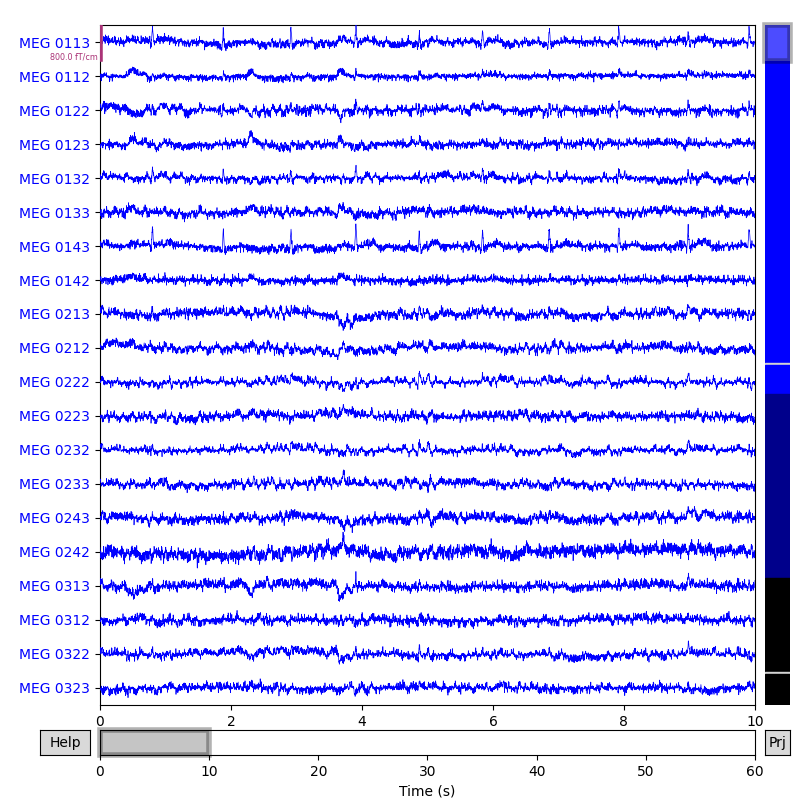 MEG 0113
800.0 fT/cm
MEG 0112
MEG 0122
MEG 0123
MEG 0132
MEG 0133
MEG 0143
MEG 0142
MEG 0213
MEG 0212
MEG 0222
MEG 0223
MEG 0232
MEG 0233
MEG 0243
MEG 0242
MEG 0313
MEG 0312
MEG 0322
MEG 0323
0 2 4 6 8 10
Help Prj
0 10 20 30 40 50 60
Time (s)